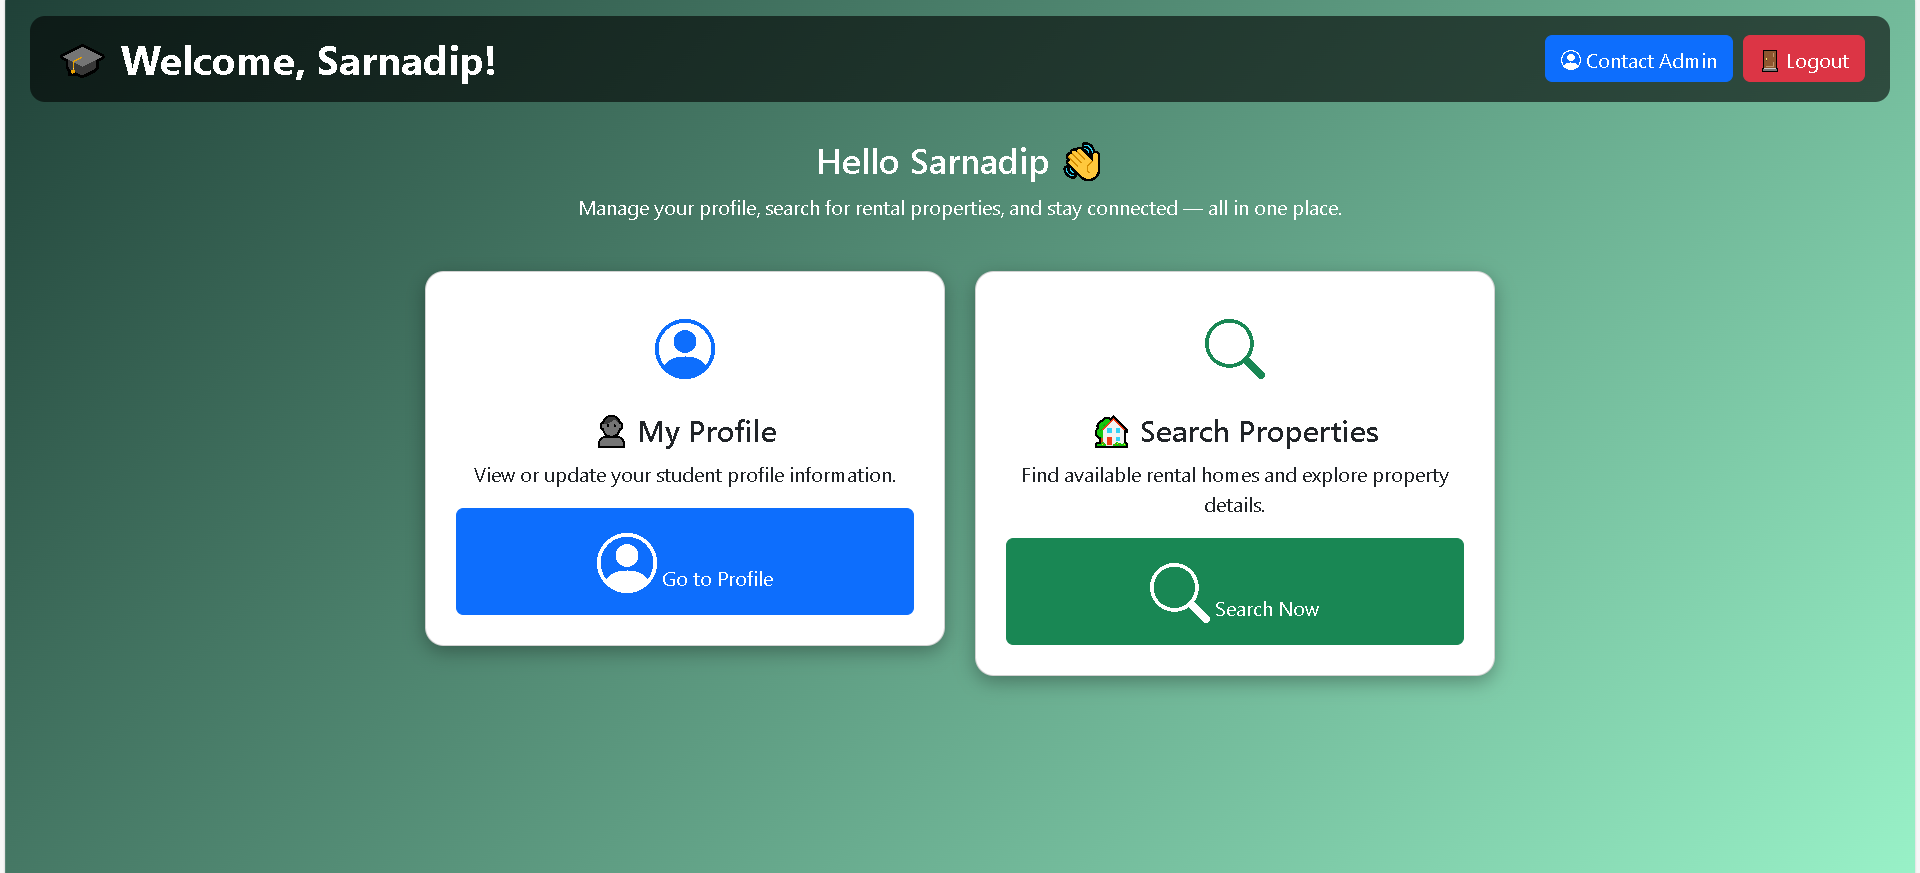 🎓 Welcome, Sarnadip!
Contact Admin
🚪 Logout
Hello Sarnadip 👋
Manage your profile, search for rental properties, and stay connected — all in one place.
👤 My Profile
View or update your student profile information.
Go to Profile
🏡 Search Properties
Find available rental homes and explore property
details.
Search Now